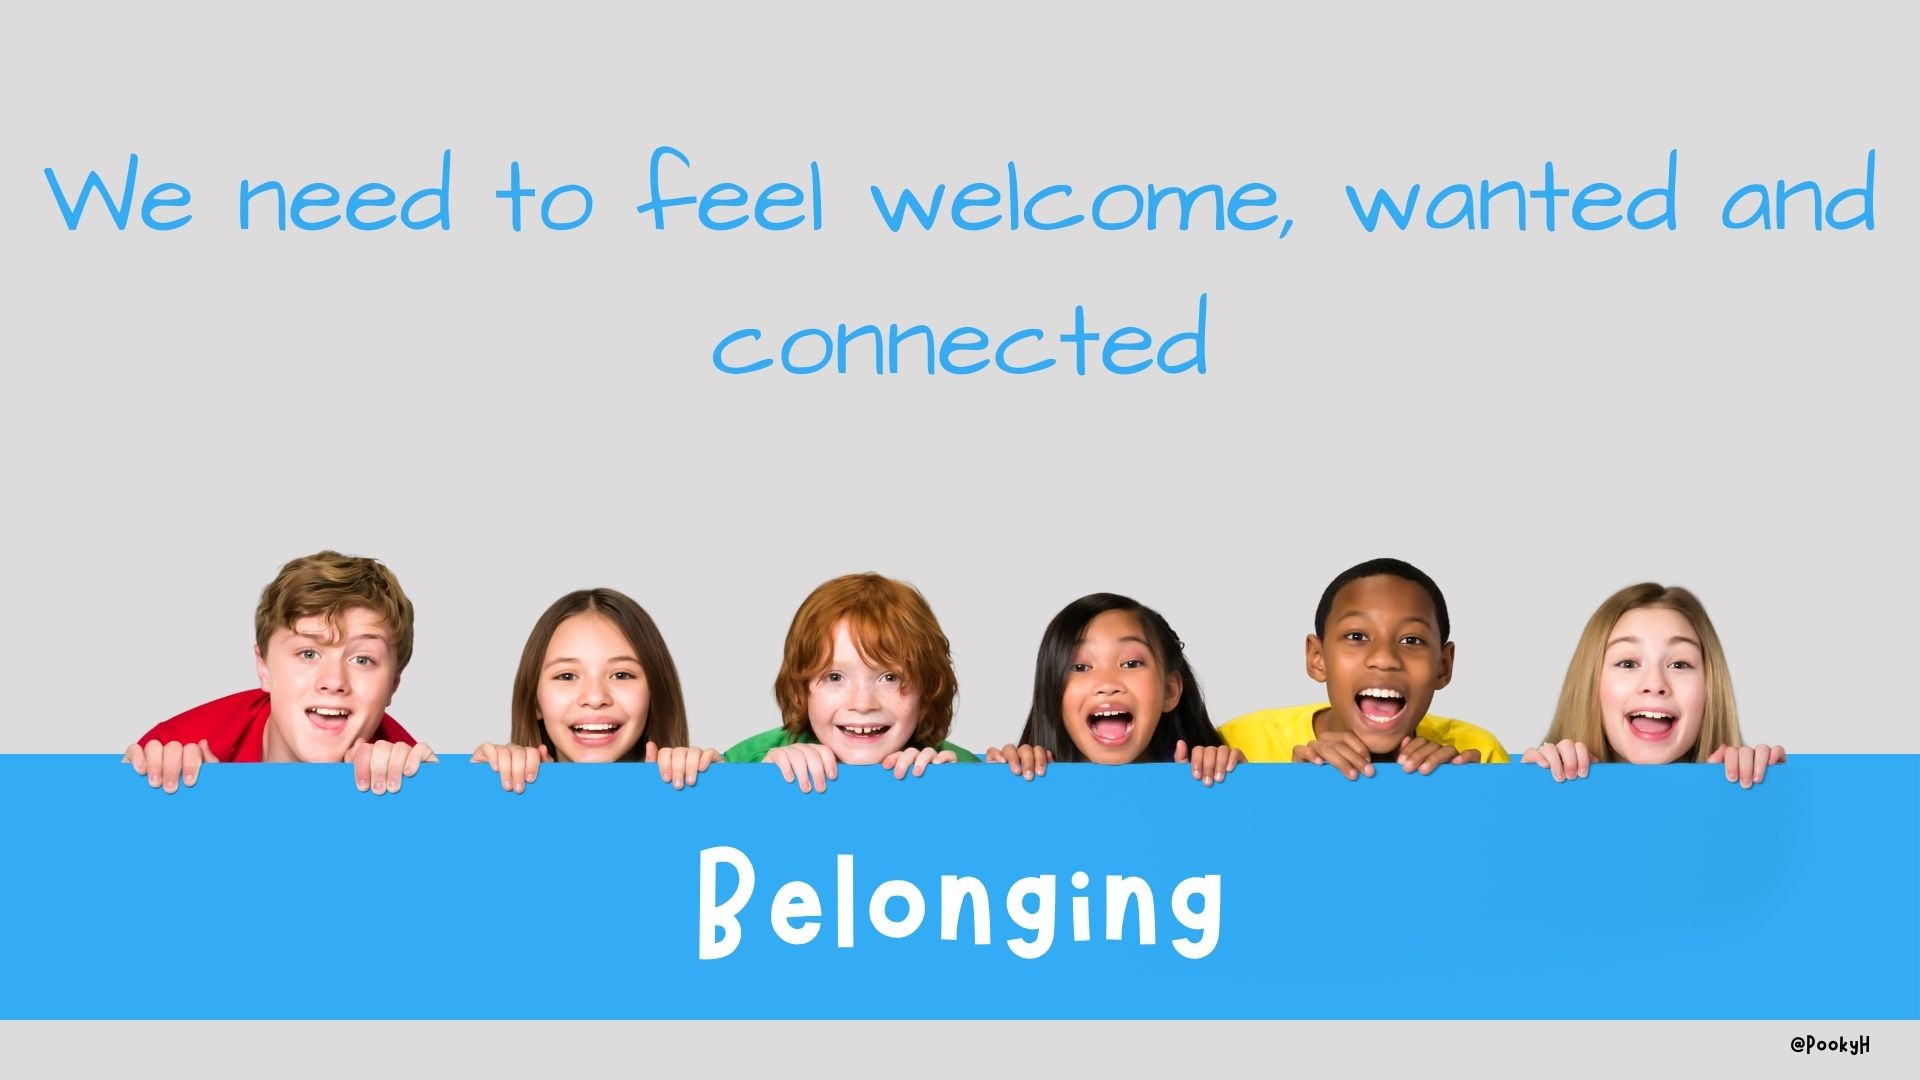 We need to feel welcome, wanted and
connected
Belonging
@PookyH